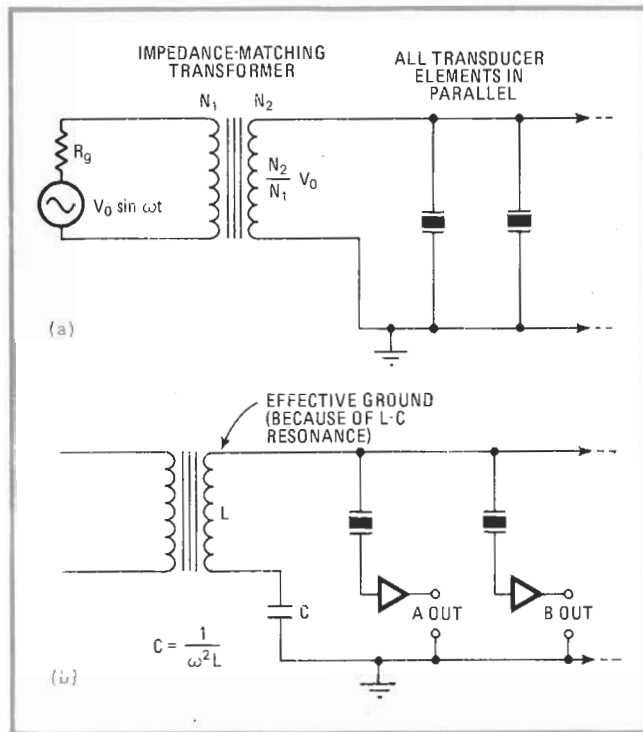 IMPEDANCE-MATCHING
TRANSFORMER
ALL TRANSDUCER
ELEMENTS IN
PARALLEL
N₁ N₂
R_g
V₀ sin ωt
N₂/N₁ V₀
(a)
EFFECTIVE GROUND
(BECAUSE OF L-C
RESONANCE)
L
C
A OUT
B OUT
C = 1/ω²L
(b)